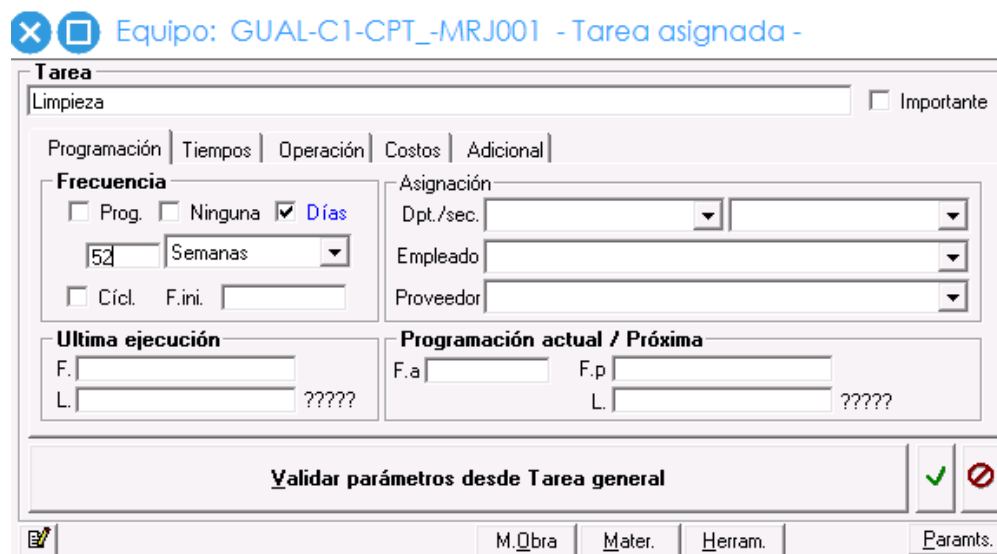 Equipo: GUAL-C1-CPT_-MRJ001 - Tarea asignada -
Tarea
Limpieza Importante
Programación Tiempos Operación Costos Adicional
Frecuencia Asignación
Prog. Ninguna Días Dpt./sec.
52 Semanas Empleado
Cícl. F.ini. Proveedor
Ultima ejecución Programación actual / Próxima
F. F.a F.p
L. ????? L. ?????
Validar parámetros desde Tarea general
M.Obra Mater. Herram. Paramts.